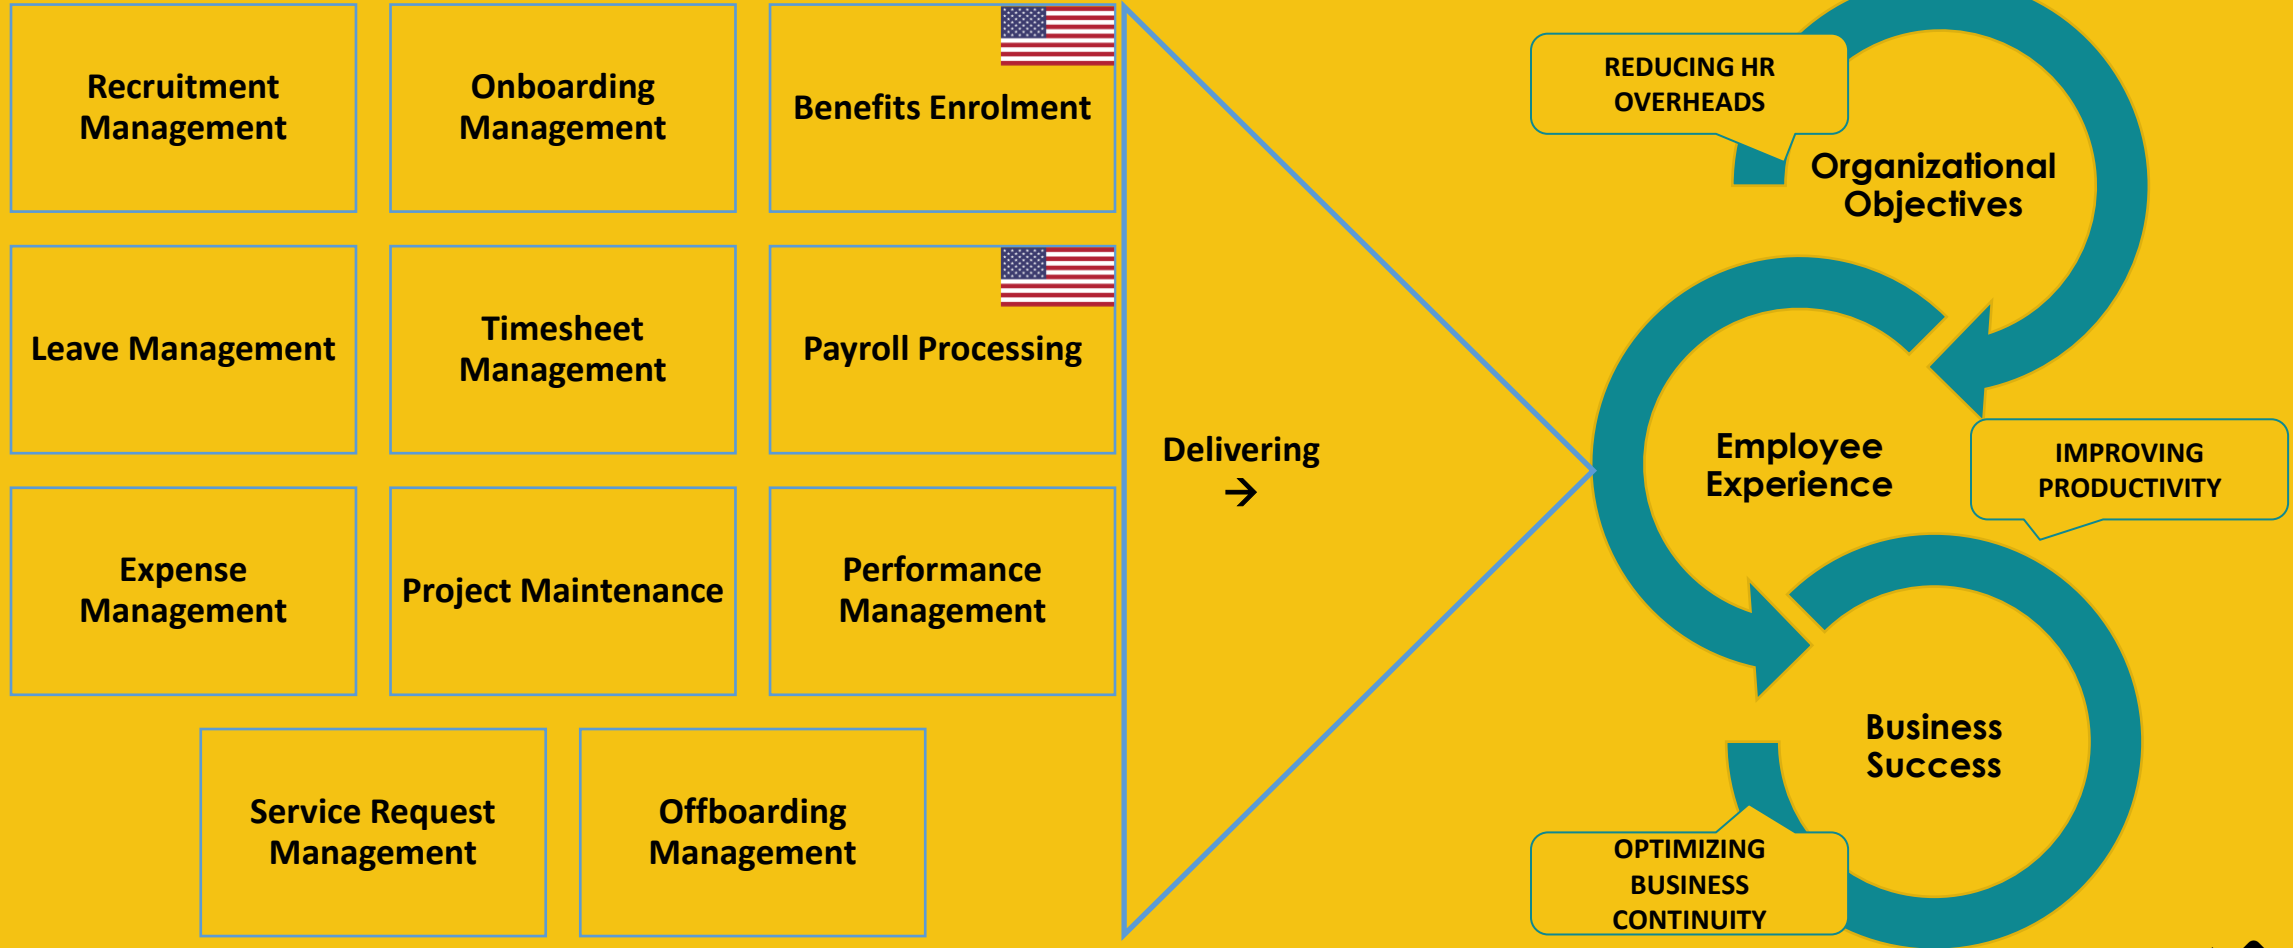 Recruitment
Management
Onboarding
Management
Benefits Enrolment
Leave Management
Timesheet
Management
Payroll Processing
Expense
Management
Project Maintenance
Performance
Management
Service Request
Management
Offboarding
Management
Delivering
→
REDUCING HR
OVERHEADS
Organizational
Objectives
Employee
Experience
IMPROVING
PRODUCTIVITY
Business
Success
OPTIMIZING
BUSINESS
CONTINUITY